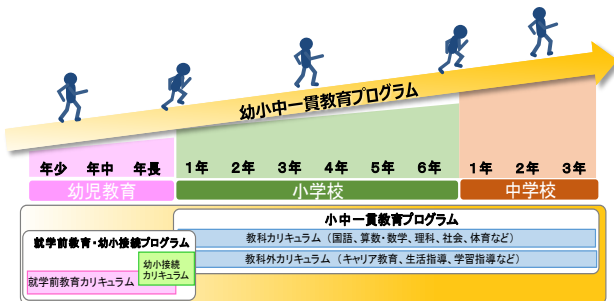 幼小中一貫教育プログラム
年少 年中 年長 1年 2年 3年 4年 5年 6年 1年 2年 3年
幼児教育 小学校 中学校
小中一貫教育プログラム
教科カリキュラム（国語、算数・数学、理科、社会、体育など）
教科外カリキュラム（キャリア教育、生活指導、学習指導など）
就学前教育・幼小接続プログラム
幼小接続
カリキュラム
就学前教育カリキュラム